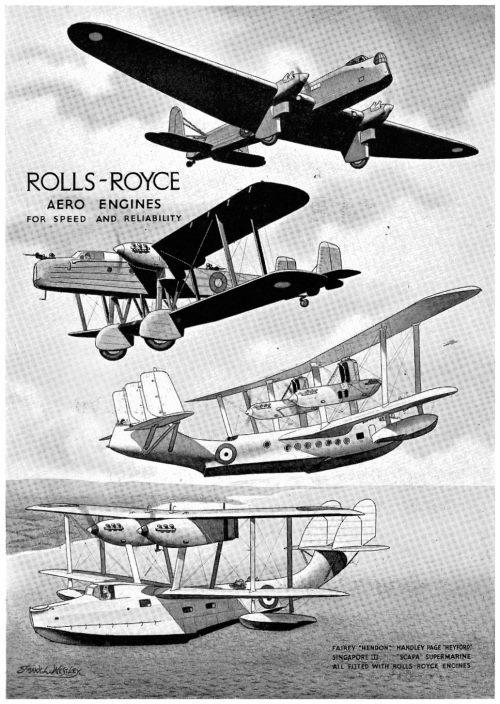 ROLLS-ROYCE
AERO ENGINES
FOR SPEED AND RELIABILITY
FAIREY "HENDON" HANDLEY PAGE "HEYFORD"
SINGAPORE III. "SCAPA" SUPERMARINE
ALL FITTED WITH ROLLS-ROYCE ENGINES